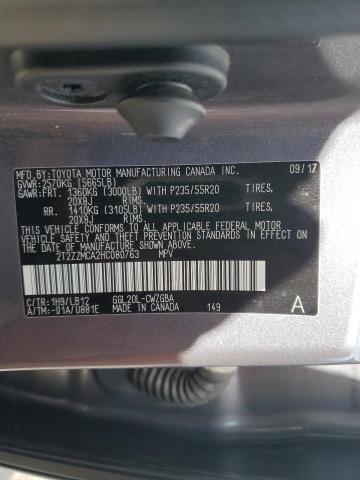 MFD.BY:TOYOTA MOTOR MANUFACTURING CANADA INC. 09/17
GVWR:2570KG (5665LB)
GAWR:FRT. 1360KG (3000LB)WITH P235/55R20 TIRES,
20X8J RIMS,
RR. 1410KG (3105LB)WITH P235/55R20 TIRES,
20X8J RIMS.
THIS VEHICLE CONFORMS TO ALL APPLICABLE FEDERAL MOTOR
VEHICLE SAFETY STANDARDS IN EFFECT ON THE DATE OF
MANUFACTURE SHOWN ABOVE.
2T2ZZMCA2HC080763 MPV
C/TR:1H9/LB12 GGL20L-CWZGBA
A/TM:-01A/U881E MADE IN CANADA 149 A